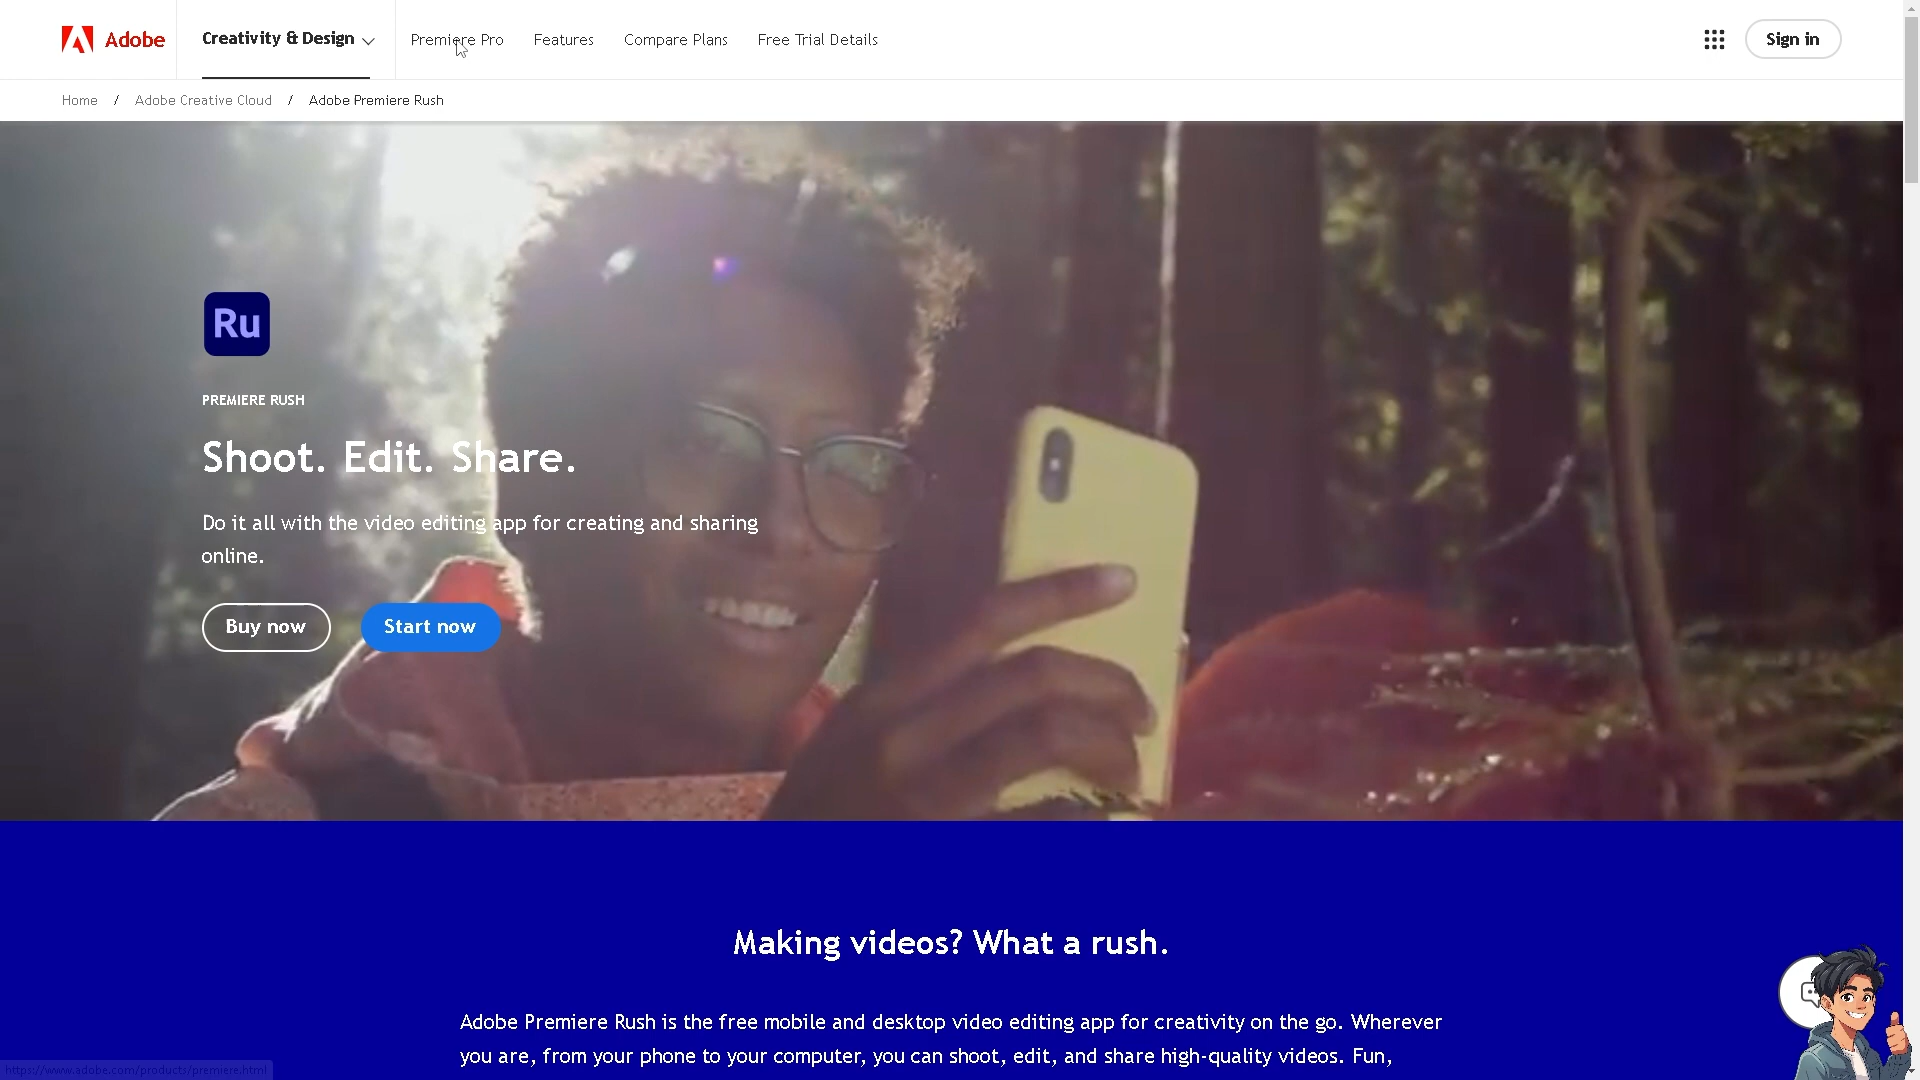 Adobe
Creativity & Design
Premiere Pro
Features
Compare Plans
Free Trial Details
Sign in
Home / Adobe Creative Cloud / Adobe Premiere Rush
Ru
PREMIERE RUSH
Shoot. Edit. Share.
Do it all with the video editing app for creating and sharing
online.
Buy now
Start now
Making videos? What a rush.
Adobe Premiere Rush is the free mobile and desktop video editing app for creativity on the go. Wherever
you are, from your phone to your computer, you can shoot, edit, and share high-quality videos. Fun,
https://www.adobe.com/products/premiere.html